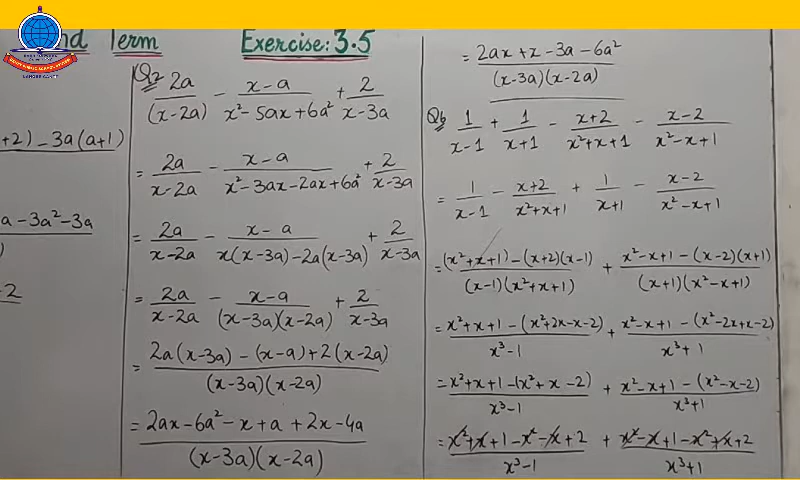 nd Term
Exercise: 3.5
+2) - 3a(a+1)
a - 3a² - 3a
)
-2
Q2 2a/(x-2a) - (x-a)/(x²-5ax+6a²) + 2/(x-3a)
= 2a/(x-2a) - (x-a)/(x²-3ax-2ax+6a²) + 2/(x-3a)
= 2a/(x-2a) - (x-a)/(x(x-3a)-2a(x-3a)) + 2/(x-3a)
= 2a/(x-2a) - (x-a)/((x-3a)(x-2a)) + 2/(x-3a)
= (2a(x-3a) - (x-a) + 2(x-2a))/((x-3a)(x-2a))
= (2ax - 6a² - x + a + 2x - 4a)/((x-3a)(x-2a))
= (2ax + x - 3a - 6a²)/((x-3a)(x-2a))
Q6 1/(x-1) + 1/(x+1) - (x+2)/(x²+x+1) - (x-2)/(x²-x+1)
= 1/(x-1) - (x+2)/(x²+x+1) + 1/(x+1) - (x-2)/(x²-x+1)
= ((x²+x+1) - (x+2)(x-1))/((x-1)(x²+x+1)) + (x²-x+1 - (x-2)(x+1))/((x+1)(x²-x+1))
= (x²+x+1 - (x²+2x-x-2))/(x³-1) + (x²-x+1 - (x²-2x+x-2))/(x³+1)
= (x²+x+1 - (x²+x-2))/(x³-1) + (x²-x+1 - (x²-x-2))/(x³+1)
= (x²+x+1 - x²-x+2)/(x³-1) + (x²-x+1 - x²+x+2)/(x³+1)